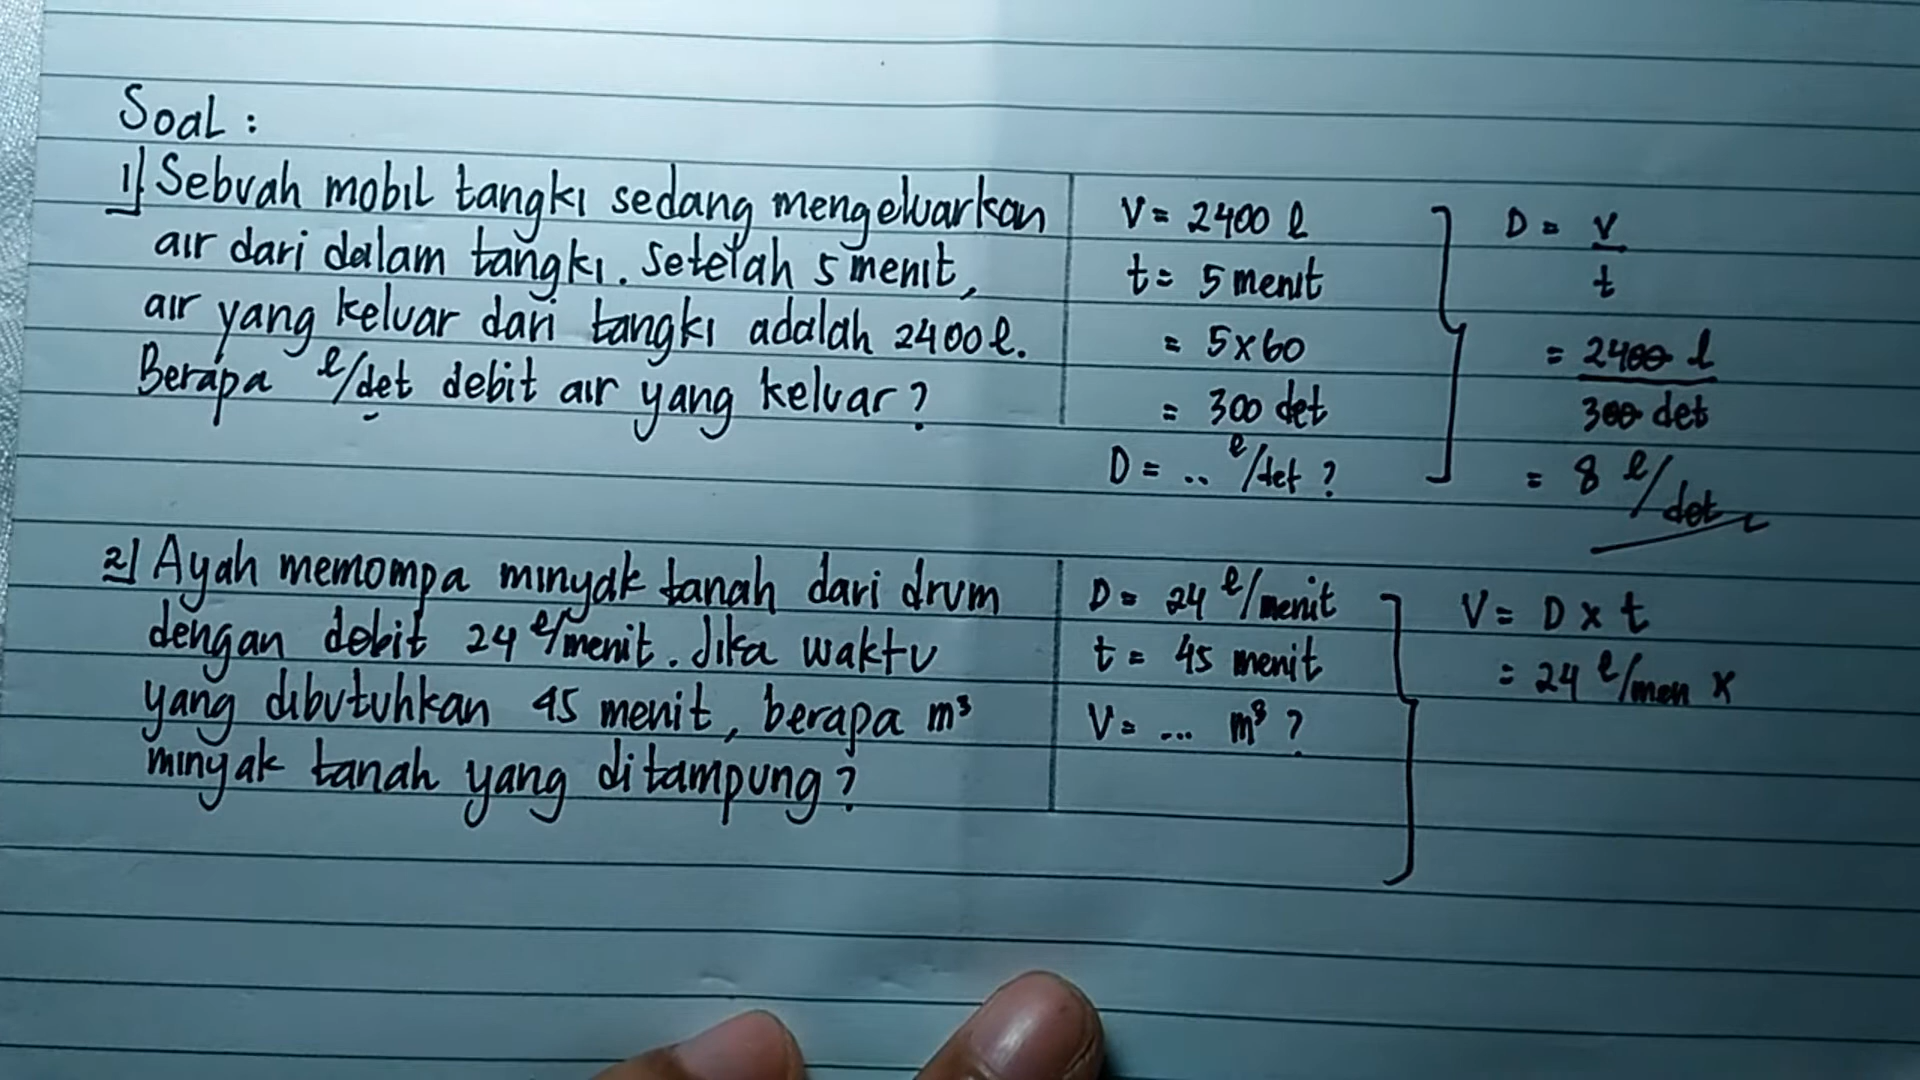 Soal :
1] Sebuah mobil tangki sedang mengeluarkan
air dari dalam tangki. Setelah 5 menit,
air yang keluar dari tangki adalah 2400 l.
Berapa l/det debit air yang keluar?
V = 2400 l
t = 5 menit
= 5 x 60
= 300 det
D = .. l/det ?
D = V
t
= 2400 l
300 det
= 8 l/det
2] Ayah memompa minyak tanah dari drum
dengan debit 24 l/menit. Jika waktu
yang dibutuhkan 45 menit, berapa m³
minyak tanah yang ditampung?
D = 24 l/menit
t = 45 menit
V = ... m³ ?
V = D x t
= 24 l/men x